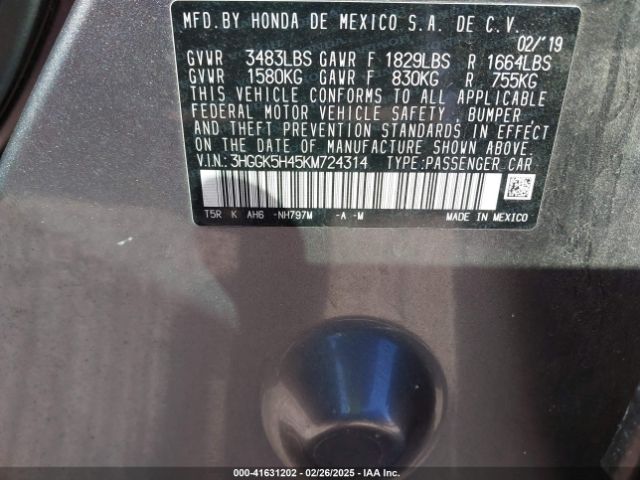 MFD.BY HONDA DE MEXICO S.A. DE C.V.
02/'19
GVWR 3483LBS GAWR F 1829LBS R 1664LBS
GVWR 1580KG GAWR F 830KG R 755KG
THIS VEHICLE CONFORMS TO ALL APPLICABLE
FEDERAL MOTOR VEHICLE SAFETY, BUMPER,
AND THEFT PREVENTION STANDARDS IN EFFECT
ON THE DATE OF MANUFACTURE SHOWN ABOVE.
V.I.N.:3HGGK5H45KM724314 TYPE:PASSENGER CAR
T5R K AH6 -NH797M -A -M MADE IN MEXICO
000-41631202 - 02/26/2025 - IAA Inc.